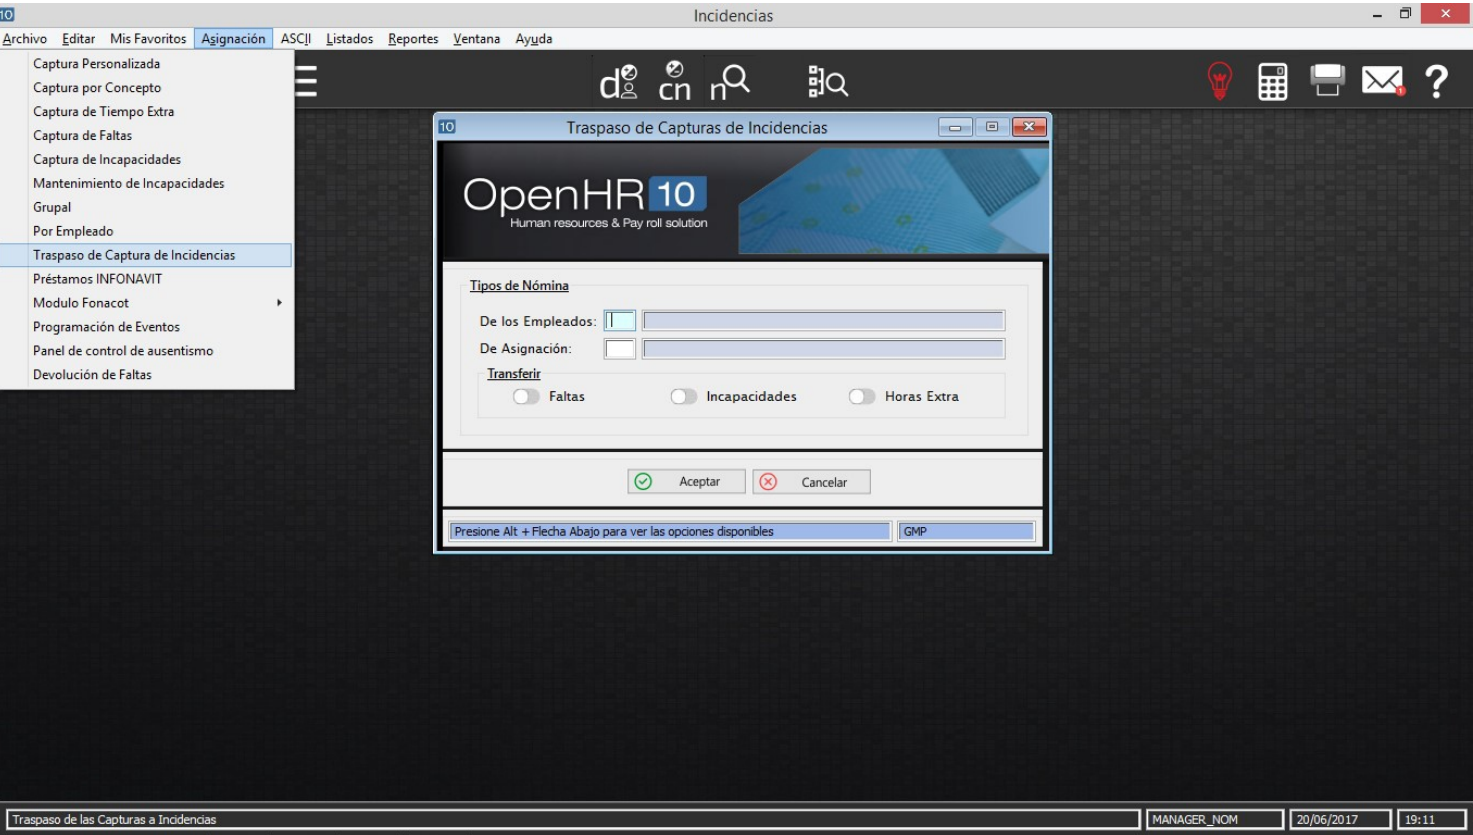 10 Incidencias
Archivo Editar Mis Favoritos Asignación ASCII Listados Reportes Ventana Ayuda
Captura Personalizada
Captura por Concepto
Captura de Tiempo Extra
Captura de Faltas
Captura de Incapacidades
Mantenimiento de Incapacidades
Grupal
Por Empleado
Traspaso de Captura de Incidencias
Préstamos INFONAVIT
Modulo Fonacot
Programación de Eventos
Panel de control de ausentismo
Devolución de Faltas
d cn n ?
10 Traspaso de Capturas de Incidencias
OpenHR 10
Human resources & Pay roll solution
Tipos de Nómina
De los Empleados:
De Asignación:
Transferir
Faltas Incapacidades Horas Extra
Aceptar Cancelar
Presione Alt + Flecha Abajo para ver las opciones disponibles GMP
Traspaso de las Capturas a Incidencias MANAGER_NOM 20/06/2017 19:11